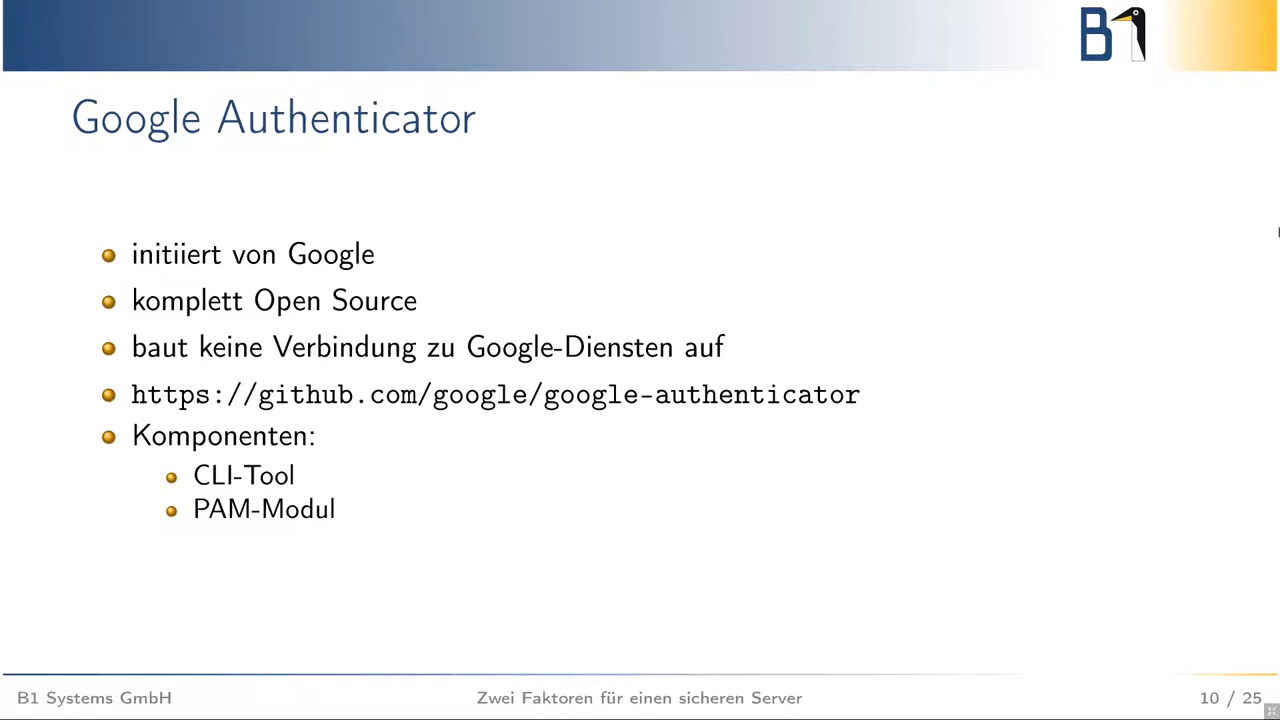 B1
Google Authenticator
initiiert von Google
komplett Open Source
baut keine Verbindung zu Google-Diensten auf
https://github.com/google/google-authenticator
Komponenten:
CLI-Tool
PAM-Modul
B1 Systems GmbH
Zwei Faktoren für einen sicheren Server
10 / 25